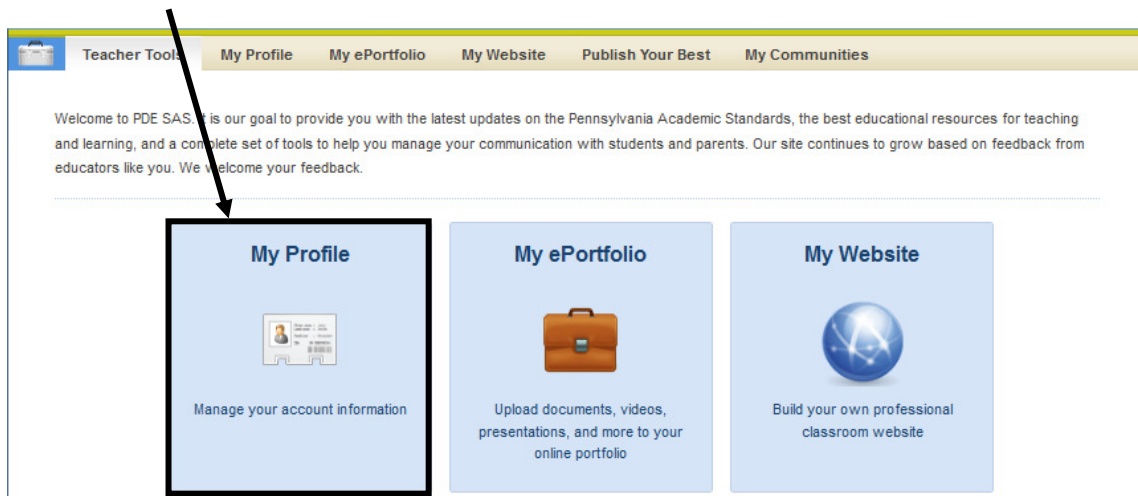 Teacher Tools My Profile My ePortfolio My Website Publish Your Best My Communities
Welcome to PDE SAS. It is our goal to provide you with the latest updates on the Pennsylvania Academic Standards, the best educational resources for teaching
and learning, and a complete set of tools to help you manage your communication with students and parents. Our site continues to grow based on feedback from
educators like you. We welcome your feedback.
My Profile
Manage your account information
My ePortfolio
Upload documents, videos,
presentations, and more to your
online portfolio
My Website
Build your own professional
classroom website